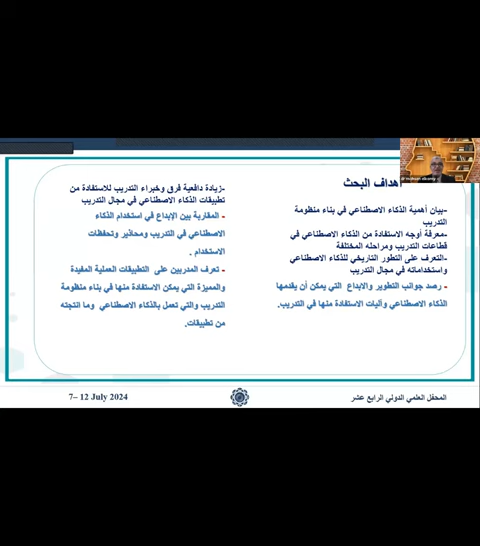 أهداف البحث
-بيان أهمية الذكاء الاصطناعي في بناء منظومة
التدريب
-معرفة أوجه الاستفادة من الذكاء الاصطناعي في
قطاعات التدريب ومراحله المختلفة
-التعرف على التطور التاريخي للذكاء الاصطناعي
واستخداماته في مجال التدريب
- رصد جوانب التطوير والابداع التي يمكن أن يقدمها
الذكاء الاصطناعي وآليات الاستفادة منها في التدريب.
-زيادة دافعية فرق وخبراء التدريب للاستفادة من
تطبيقات الذكاء الاصطناعي في مجال التدريب
- المقاربة بين الإبداع في استخدام الذكاء
الاصطناعي في التدريب ومحاذير وتحفظات
الاستخدام .
- تعرف المدربين على التطبيقات العملية المفيدة
والمميزة التي يمكن الاستفادة منها في بناء منظومة
التدريب والتي تعمل بالذكاء الاصطناعي وما انتجته
من تطبيقات.
المحفل العلمي الدولي الرابع عشر
7– 12 July 2024